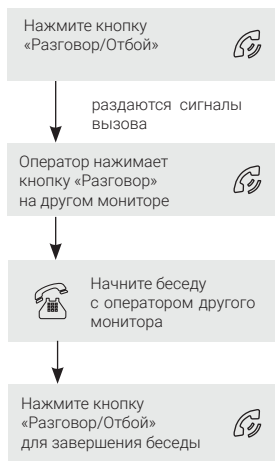 Нажмите кнопку
«Разговор/Отбой»
раздаются сигналы
вызова
Оператор нажимает
кнопку «Разговор»
на другом мониторе
Начните беседу
с оператором другого
монитора
Нажмите кнопку
«Разговор/Отбой»
для завершения беседы